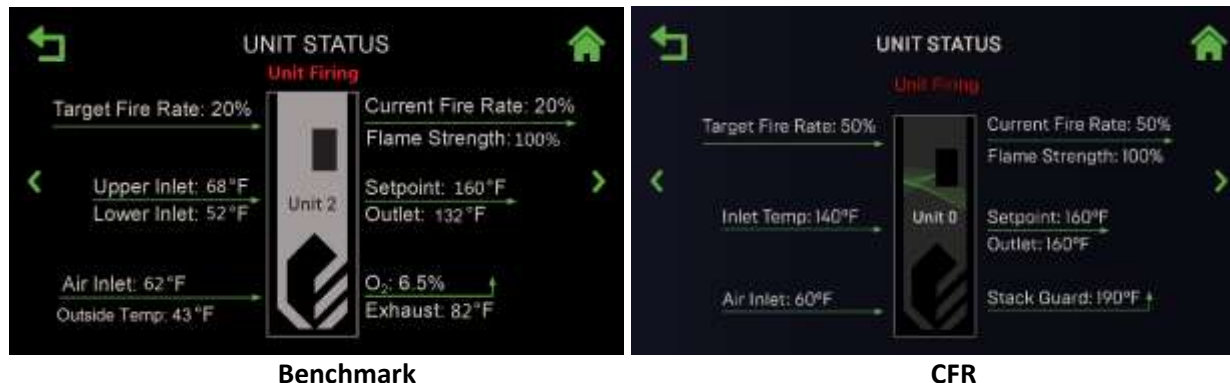 UNIT STATUS
Unit Firing
Target Fire Rate: 20%
Current Fire Rate: 20%
Flame Strength: 100%
Upper Inlet: 68°F
Lower Inlet: 52°F
Unit 2
Setpoint: 160°F
Outlet: 132°F
Air Inlet: 62°F
Outside Temp: 43°F
O₂: 6.5%
Exhaust: 82°F
Benchmark
UNIT STATUS
Unit Firing
Target Fire Rate: 50%
Current Fire Rate: 50%
Flame Strength: 100%
Inlet Temp: 140°F
Unit 0
Setpoint: 160°F
Outlet: 160°F
Air Inlet: 60°F
Stack Guard: 190°F
CFR